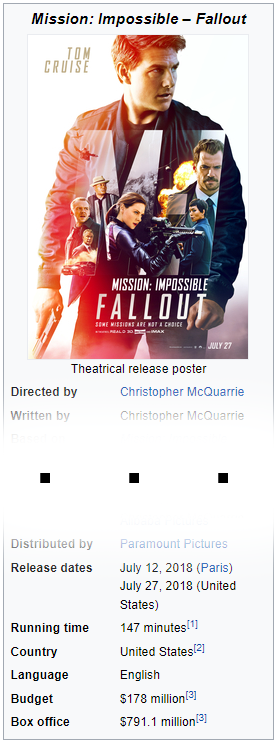 Mission: Impossible – Fallout
TOM
CRUISE
MISSION: IMPOSSIBLE
FALLOUT
SOME MISSIONS ARE NOT A CHOICE
JULY 27
Theatrical release poster
Directed by Christopher McQuarrie
Written by Christopher McQuarrie
Distributed by Paramount Pictures
Release dates July 12, 2018 (Paris)
July 27, 2018 (United
States)
Running time 147 minutes[1]
Country United States[2]
Language English
Budget $178 million[3]
Box office $791.1 million[3]